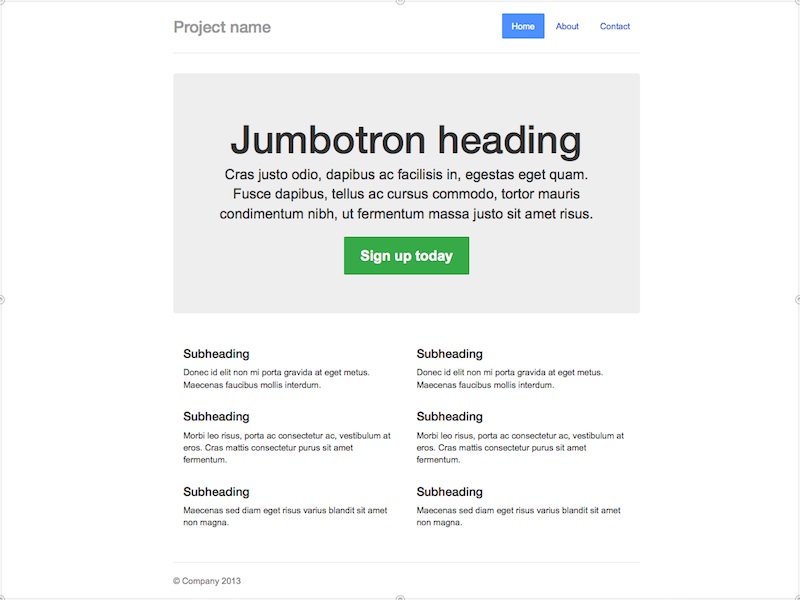 Project name
Home About Contact
Jumbotron heading
Cras justo odio, dapibus ac facilisis in, egestas eget quam.
Fusce dapibus, tellus ac cursus commodo, tortor mauris
condimentum nibh, ut fermentum massa justo sit amet risus.
Sign up today
Subheading
Donec id elit non mi porta gravida at eget metus.
Maecenas faucibus mollis interdum.
Subheading
Morbi leo risus, porta ac consectetur ac, vestibulum at
eros. Cras mattis consectetur purus sit amet
fermentum.
Subheading
Maecenas sed diam eget risus varius blandit sit amet
non magna.
Subheading
Donec id elit non mi porta gravida at eget metus.
Maecenas faucibus mollis interdum.
Subheading
Morbi leo risus, porta ac consectetur ac, vestibulum at
eros. Cras mattis consectetur purus sit amet
fermentum.
Subheading
Maecenas sed diam eget risus varius blandit sit amet
non magna.
© Company 2013